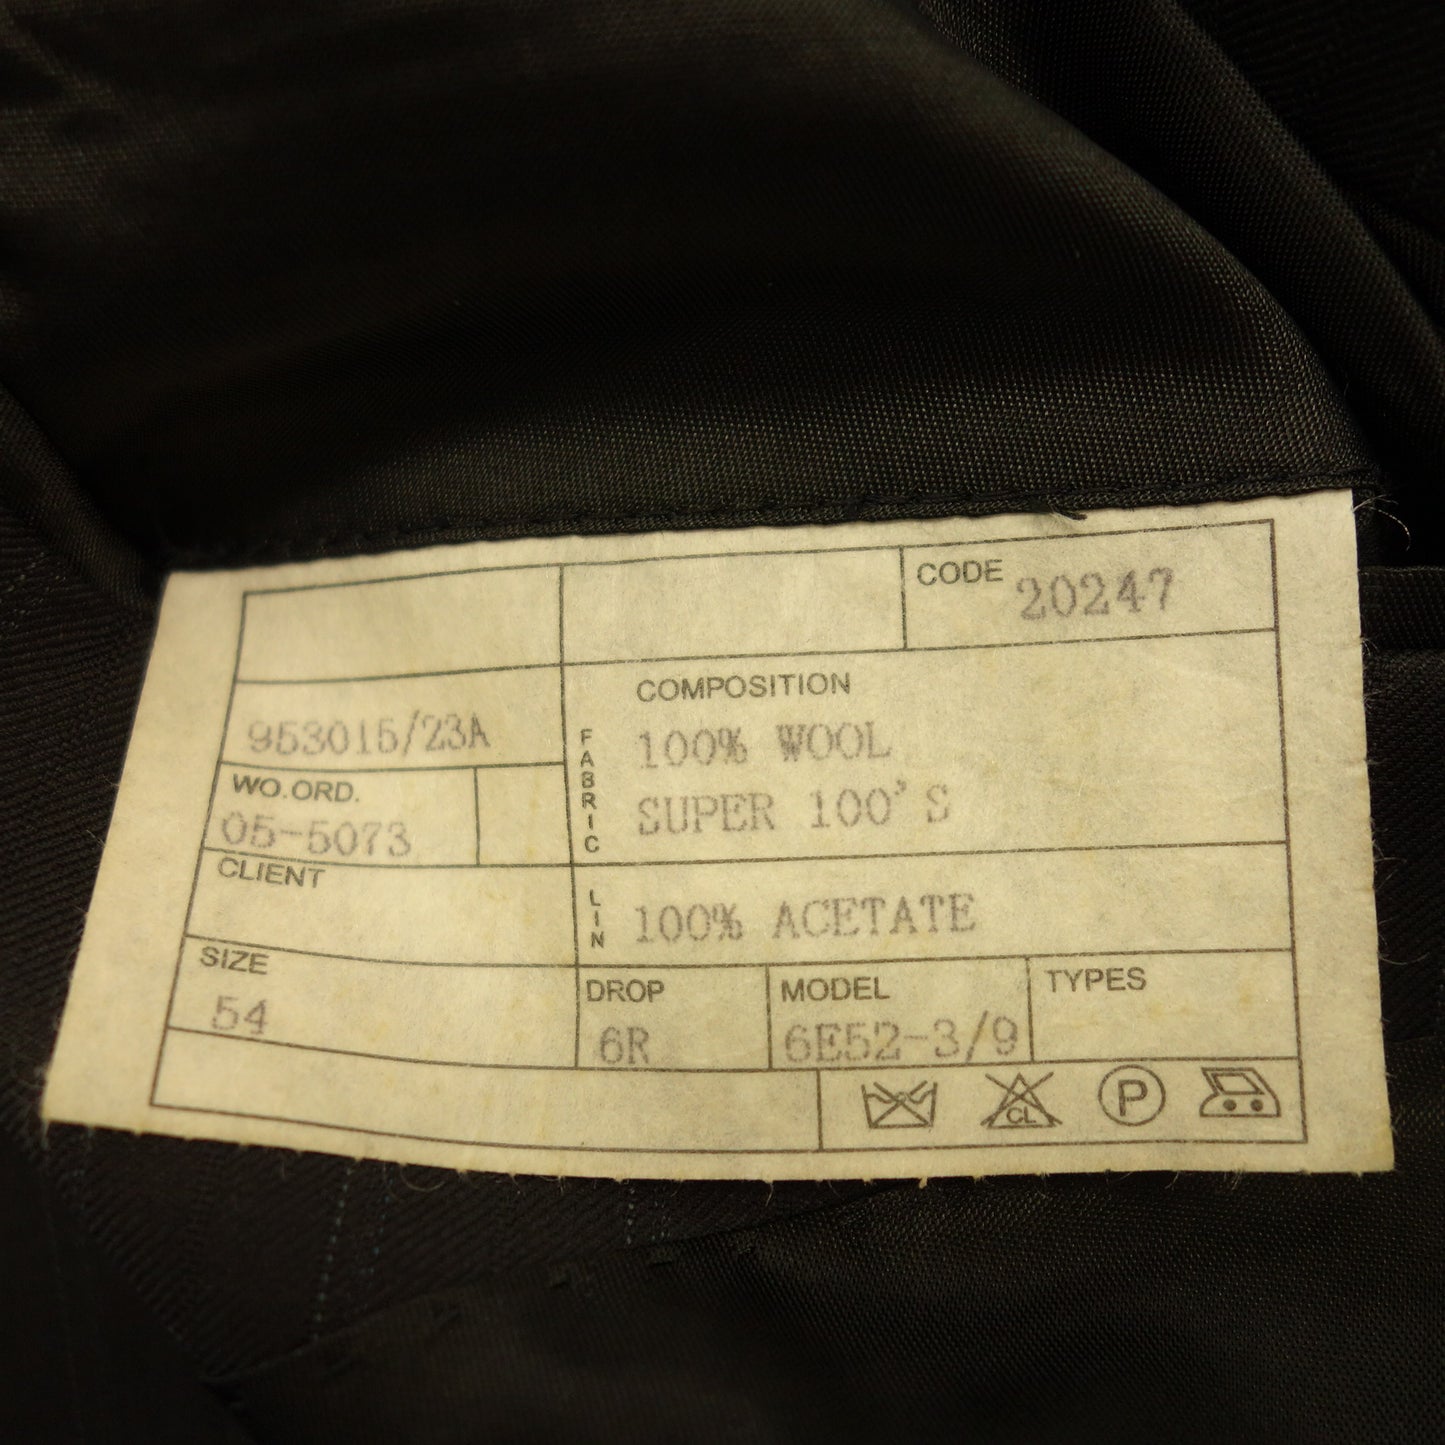 CODE 20247
953015/23A
WO.ORD.
05-5073
CLIENT
SIZE
54
FABRIC
COMPOSITION
100% WOOL
SUPER 100'S
LIN
100% ACETATE
DROP
6R
MODEL
6E52-3/9
TYPES
CL
P